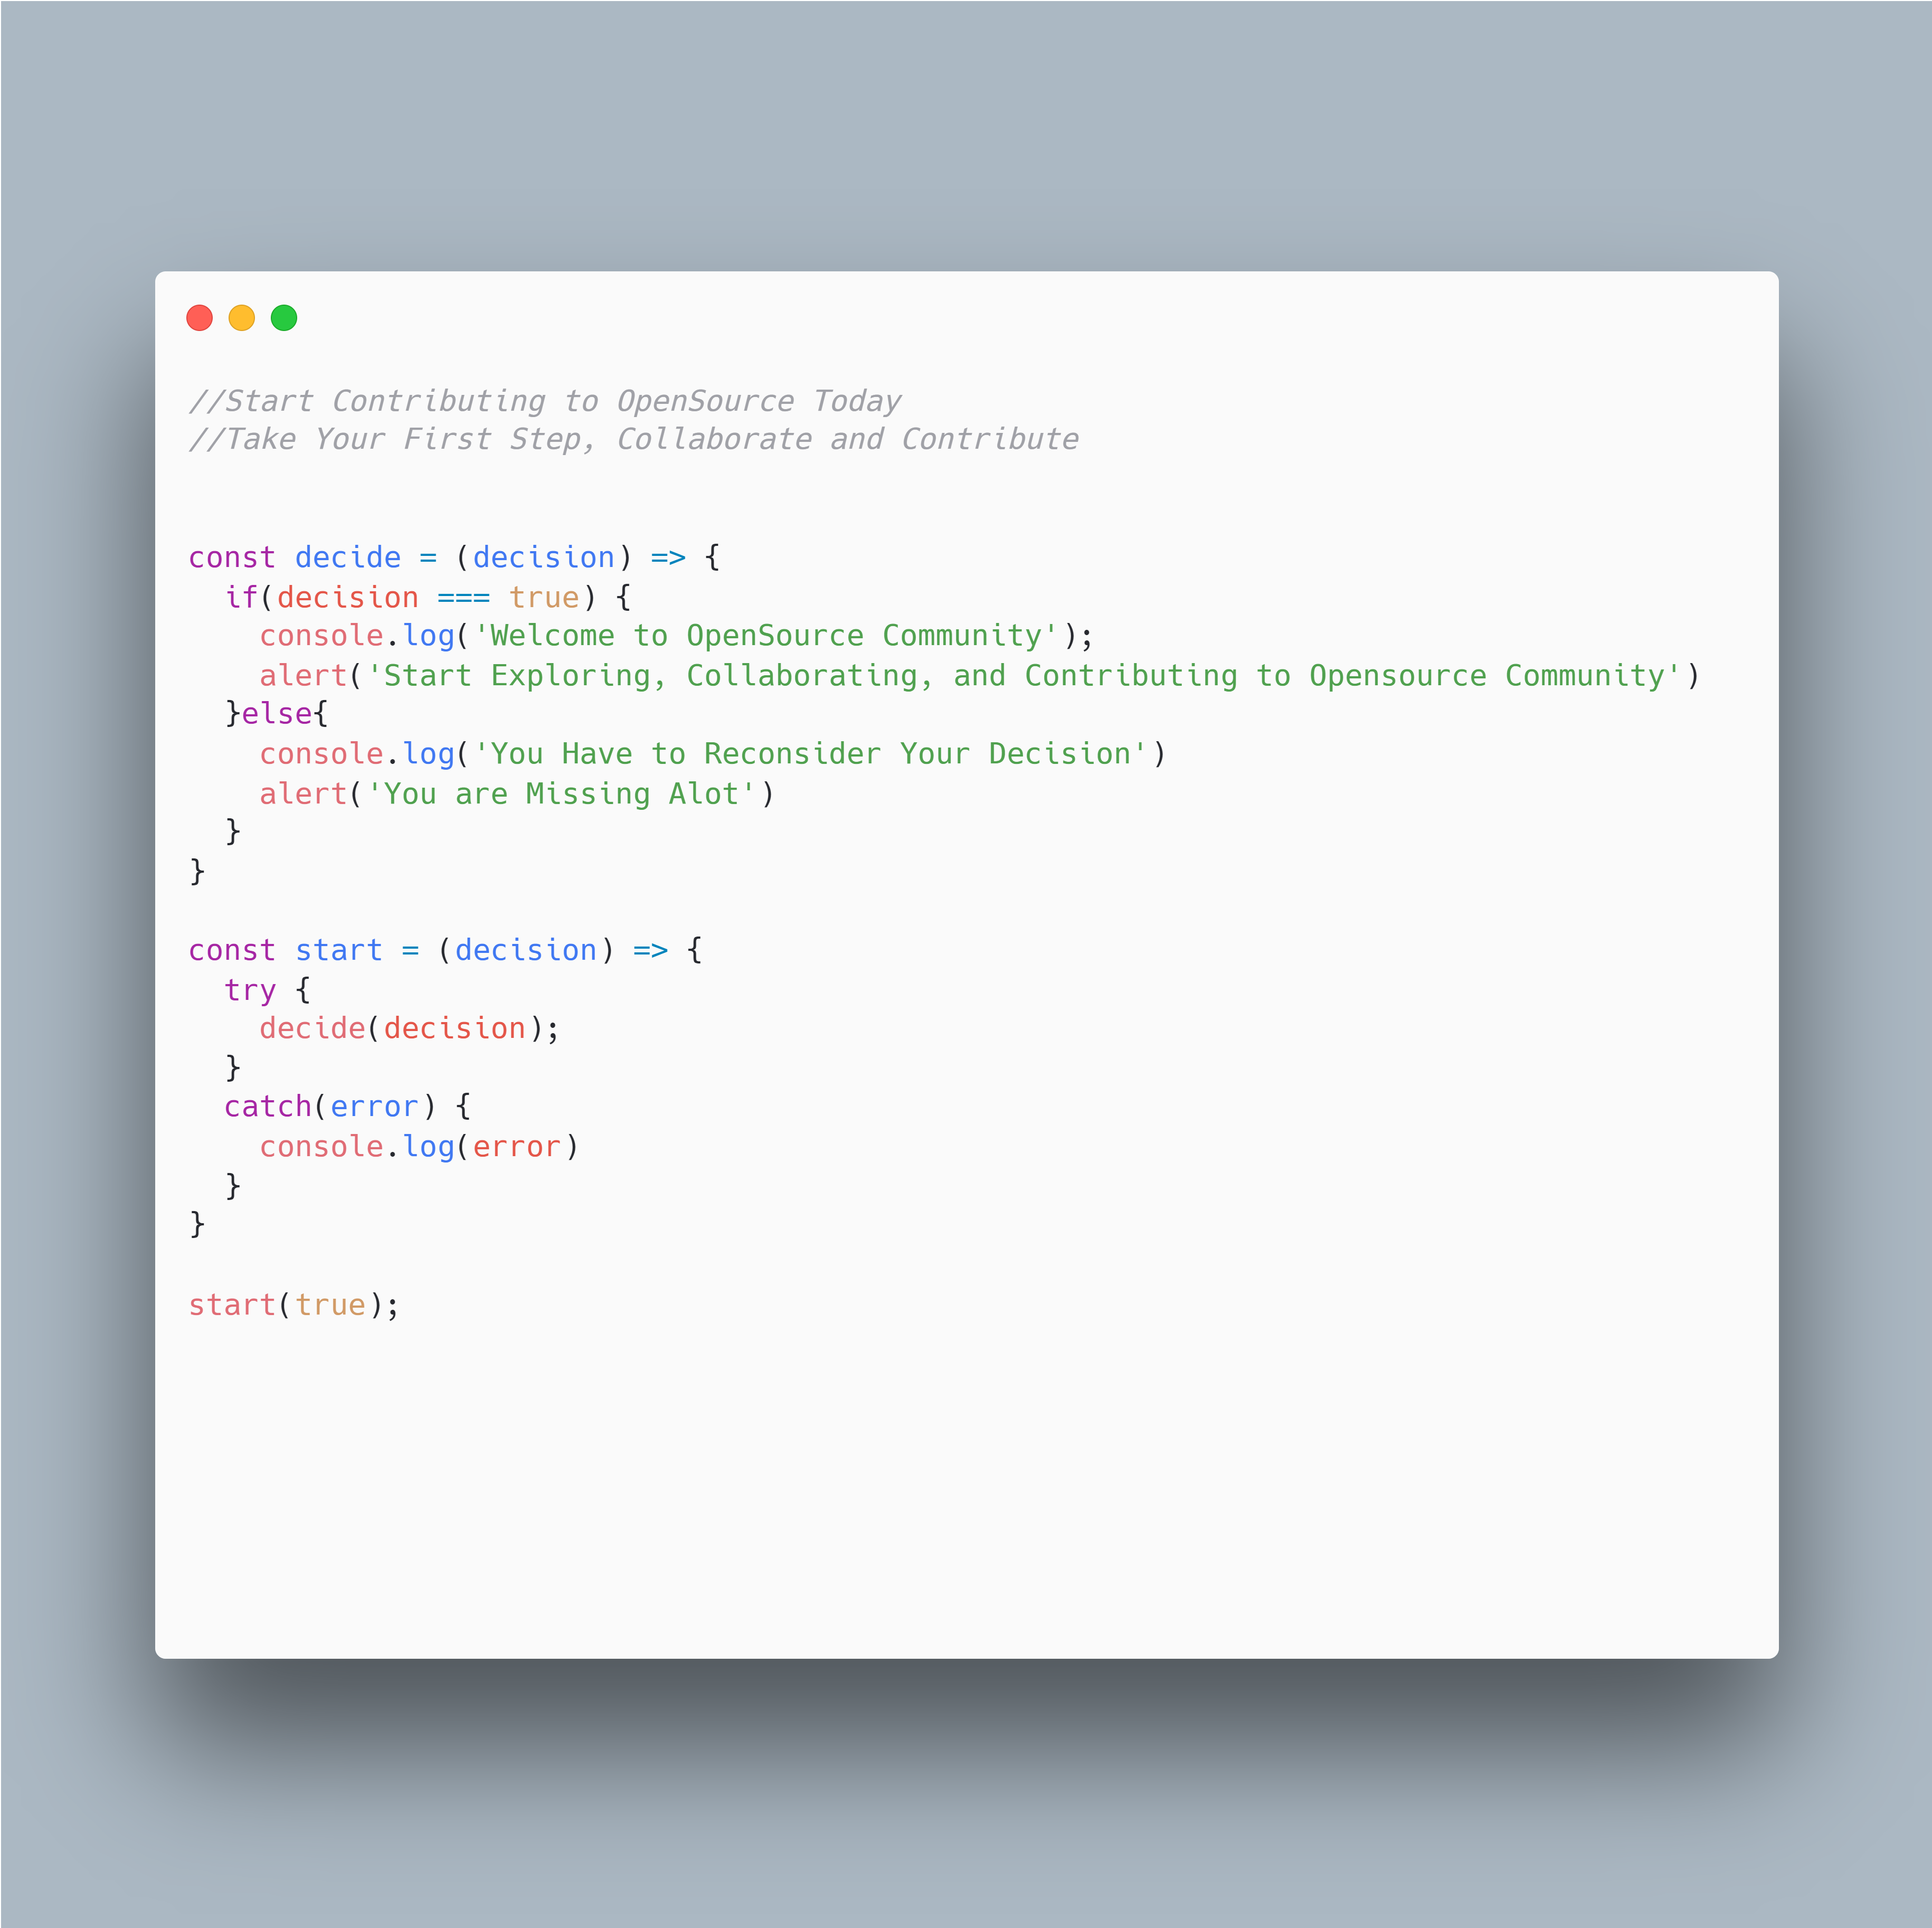 //Start Contributing to OpenSource Today
//Take Your First Step, Collaborate and Contribute
const decide = (decision) => {
  if(decision === true) {
    console.log('Welcome to OpenSource Community');
    alert('Start Exploring, Collaborating, and Contributing to Opensource Community')
  }else{
    console.log('You Have to Reconsider Your Decision')
    alert('You are Missing Alot')
  }
}
const start = (decision) => {
  try {
    decide(decision);
  }
  catch(error) {
    console.log(error)
  }
}
start(true);